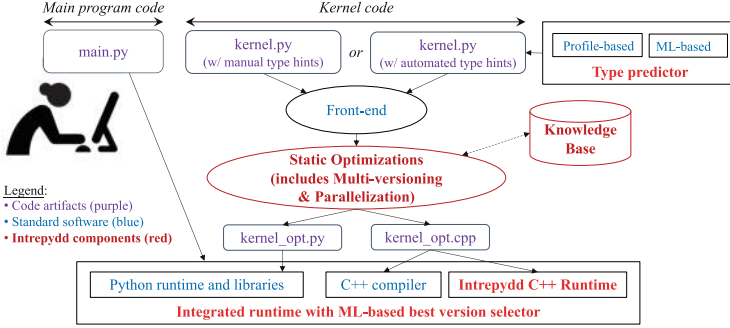 Main program code
Kernel code
main.py
kernel.py
(w/ manual type hints)
or
kernel.py
(w/ automated type hints)
Profile-based
ML-based
Type predictor
Front-end
Knowledge
Base
Static Optimizations
(includes Multi-versioning
& Parallelization)
Legend:
• Code artifacts (purple)
• Standard software (blue)
• Intrepydd components (red)
kernel_opt.py
kernel_opt.cpp
Python runtime and libraries
C++ compiler
Intrepydd C++ Runtime
Integrated runtime with ML-based best version selector